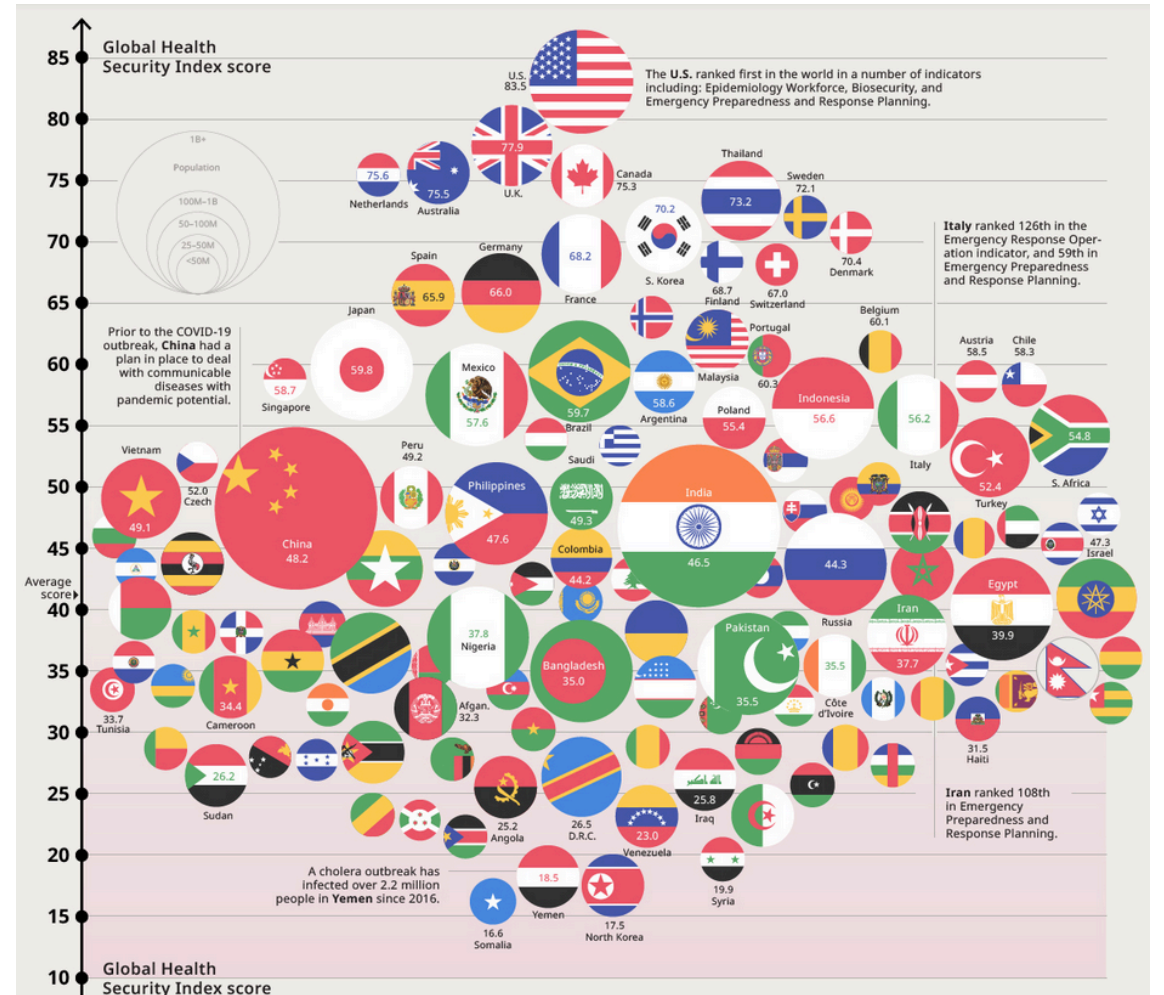 Global Health
Security Index score
85
80
75
70
65
60
55
50
45
40
35
30
25
20
15
10
Average
score
1B+
Population
100M–1B
50–100M
25–50M
<50M
U.S.
83.5
The U.S. ranked first in the world in a number of indicators
including: Epidemiology Workforce, Biosecurity, and
Emergency Preparedness and Response Planning.
77.9
U.K.
75.6
Netherlands
75.5
Australia
Canada
75.3
Thailand
73.2
Sweden
72.1
70.2
S. Korea
70.4
Denmark
Italy ranked 126th in the
Emergency Response Oper-
ation indicator, and 59th in
Emergency Preparedness
and Response Planning.
68.2
France
68.7
Finland
67.0
Switzerland
Germany
66.0
Spain
65.9
Prior to the COVID-19
outbreak, China had a
plan in place to deal
with communicable
diseases with
pandemic potential.
Japan
59.8
58.7
Singapore
Mexico
57.6
59.7
Brazil
58.6
Argentina
Malaysia
Portugal
60.3
Belgium
60.1
Austria
58.5
Chile
58.3
Poland
55.4
Indonesia
56.6
56.2
Italy
54.8
S. Africa
52.4
Turkey
Vietnam
49.1
52.0
Czech
Peru
49.2
Saudi
49.3
Philippines
47.6
China
48.2
India
46.5
47.3
Israel
Colombia
44.2
44.3
Russia
Egypt
39.9
37.8
Nigeria
Iran
37.7
Bangladesh
35.0
Pakistan
35.5
35.5
Côte
d’Ivoire
33.7
Tunisia
34.4
Cameroon
Afgan.
32.3
31.5
Haiti
26.2
Sudan
25.2
Angola
26.5
D.R.C.
23.0
Venezuela
25.8
Iraq
Iran ranked 108th
in Emergency
Preparedness and
Response Planning.
19.9
Syria
A cholera outbreak has
infected over 2.2 million
people in Yemen since 2016.
18.5
Yemen
17.5
North Korea
16.6
Somalia
Global Health
Security Index score